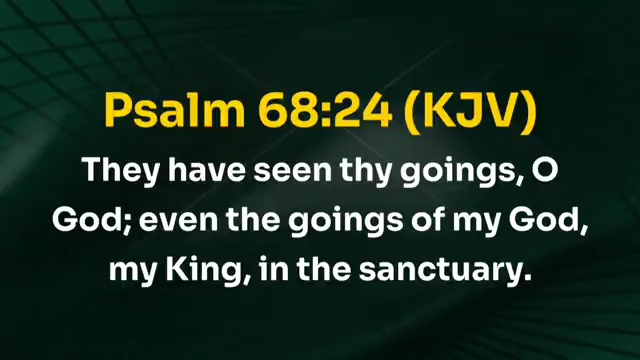 Psalm 68:24 (KJV)
They have seen thy goings, O
God; even the goings of my God,
my King, in the sanctuary.